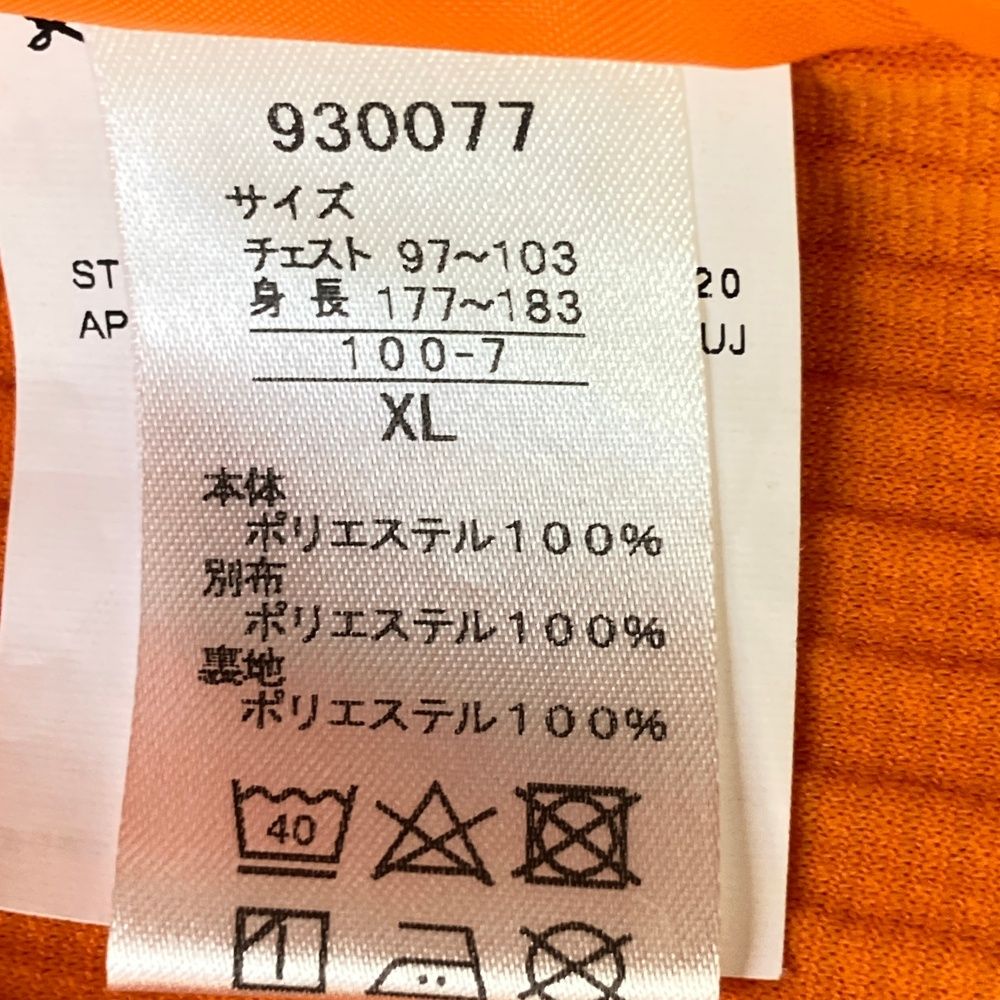 930077
サイズ
チェスト 97~103
身長 177~183
100-7
XL
本体
ポリエステル100%
別布
ポリエステル100%
裏地
ポリエステル100%
40
ST
AP
20
UJ